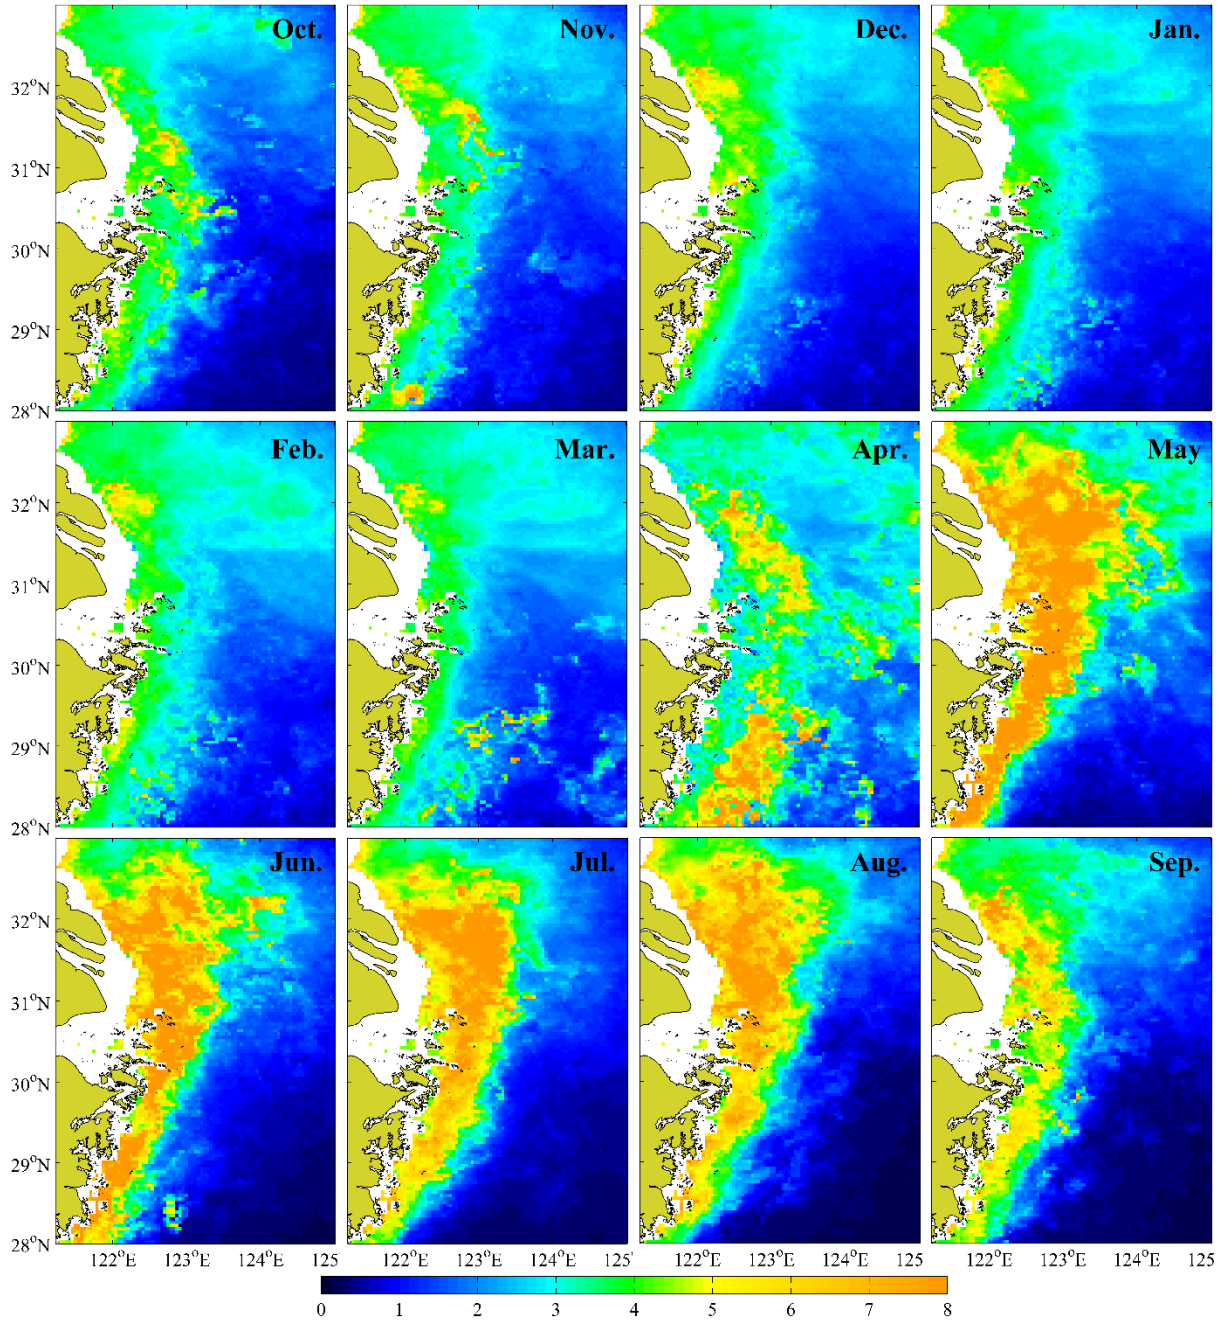 Oct. Nov. Dec. Jan.
32°N
31°N
30°N
29°N
28°N
Feb. Mar. Apr. May
32°N
31°N
30°N
29°N
28°N
Jun. Jul. Aug. Sep.
32°N
31°N
30°N
29°N
28°N
122°E 123°E 124°E 125 122°E 123°E 124°E 125 122°E 123°E 124°E 125 122°E 123°E 124°E 125
0 1 2 3 4 5 6 7 8